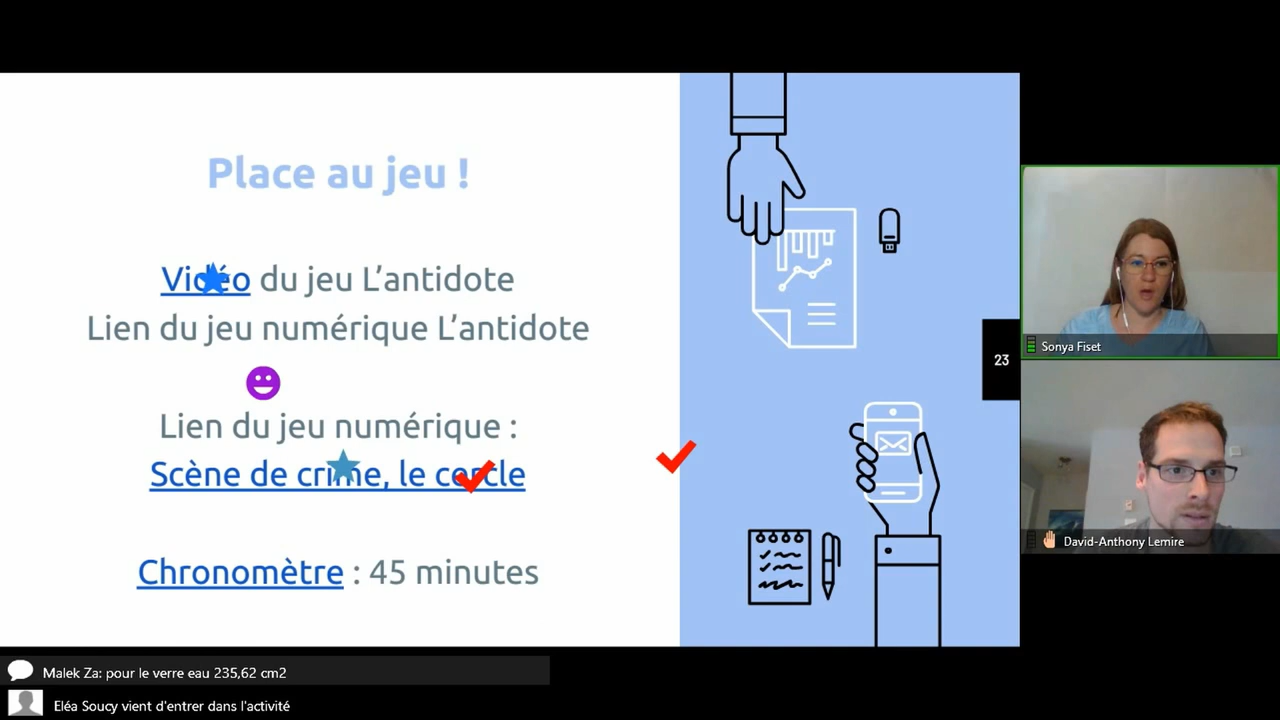 Place au jeu !
Vidéo du jeu L'antidote
Lien du jeu numérique L'antidote
Lien du jeu numérique :
Scène de crime, le cercle
Chronomètre : 45 minutes
23
Sonya Fiset
David-Anthony Lemire
Malek Za: pour le verre eau 235,62 cm2
Eléa Soucy vient d'entrer dans l'activité